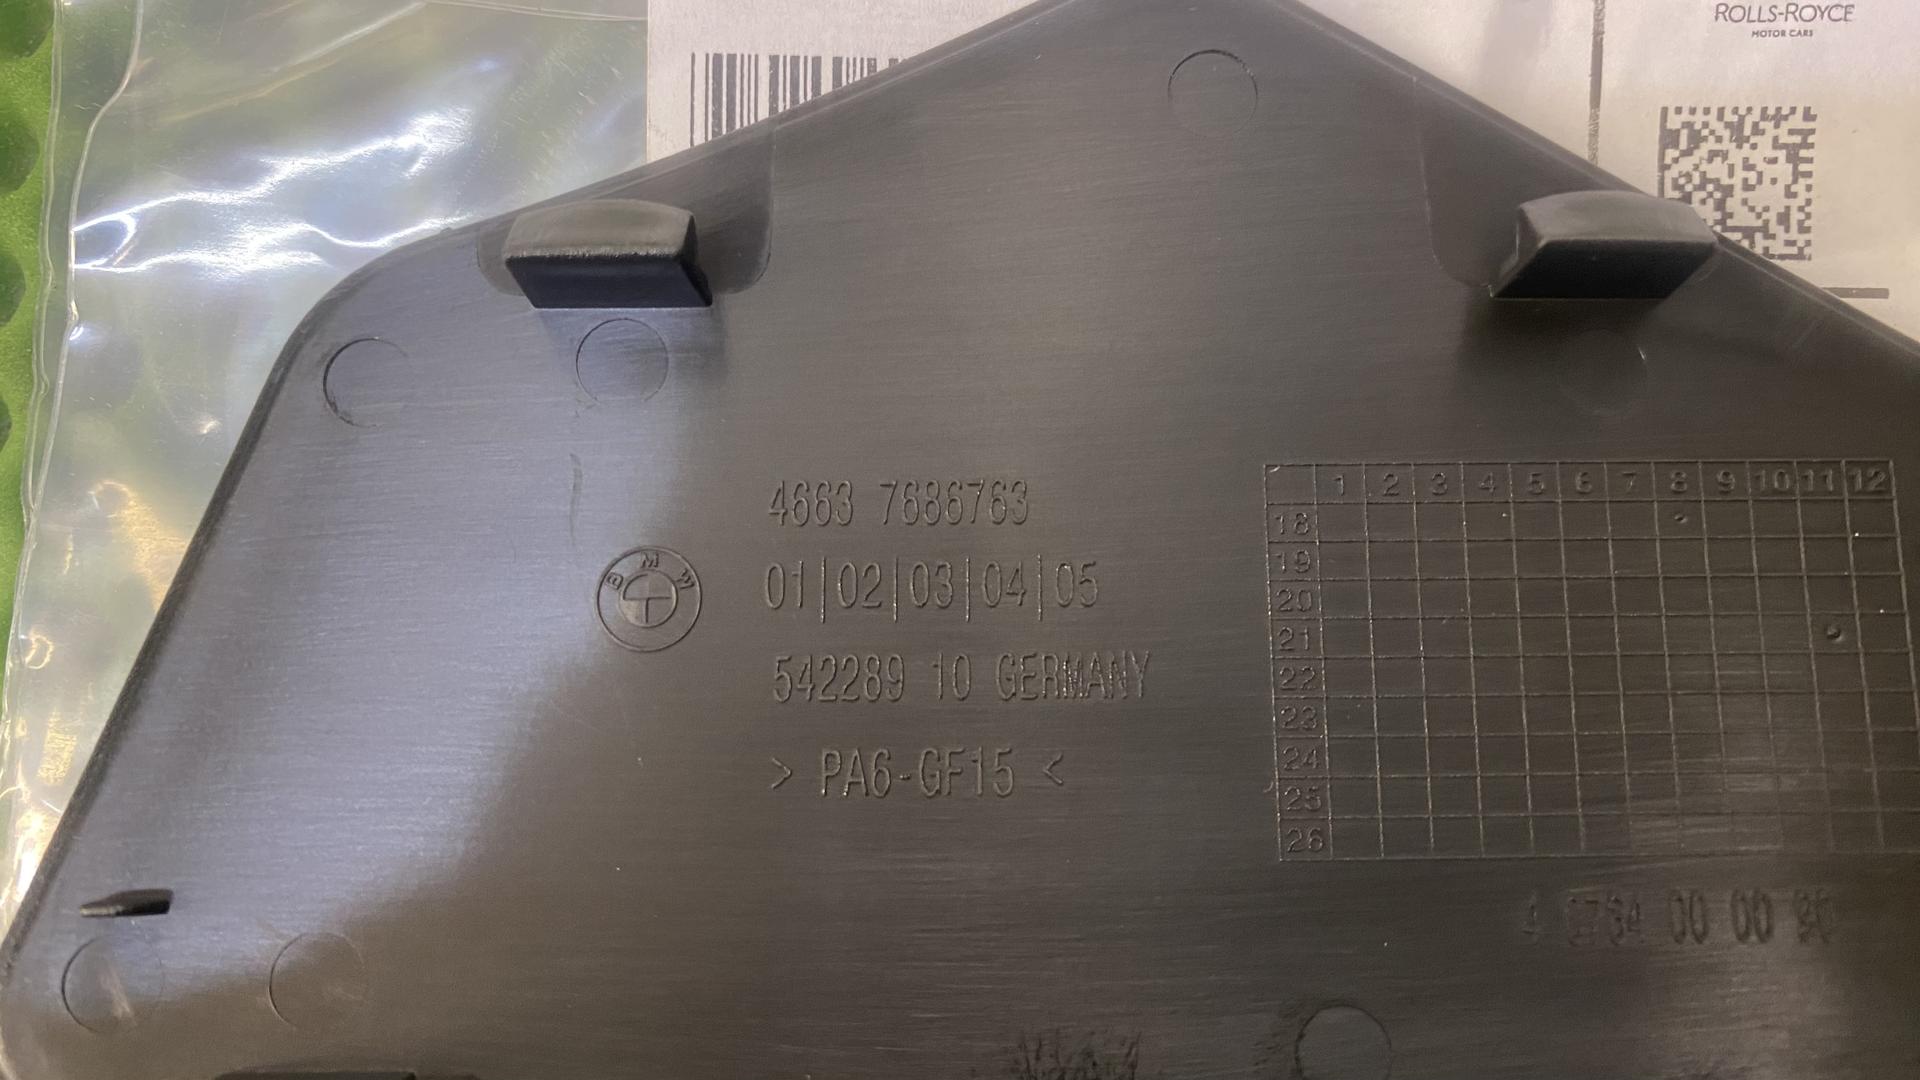 ROLLS-ROYCE
MOTOR CARS
4663 7686763
BMW
01|02|03|04|05
542289 10 GERMANY
> PA6-GF15 <
1 2 3 4 5 6 7 8 9 10 11 12
18
19
20
21
22
23
24
25
26
00 00